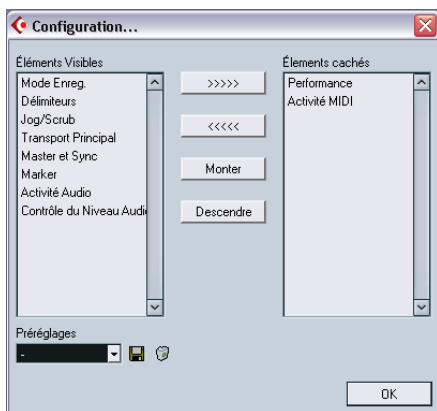 Configuration...
Éléments Visibles
Mode Enreg.
Délimiteurs
Jog/Scrub
Transport Principal
Master et Sync
Marker
Activité Audio
Contrôle du Niveau Audi
>>>>>
<<<<<
Monter
Descendre
Élements cachés
Performance
Activité MIDI
Préréglages
-
OK